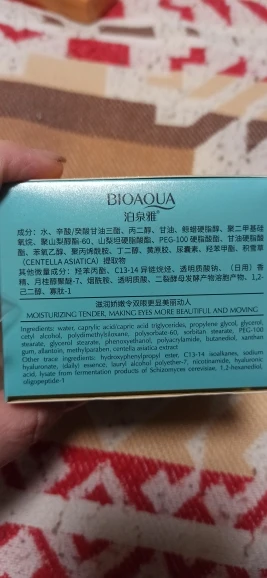 BIOAQUA
泊泉雅®
成分：水、辛酸/癸酸甘油三酯、丙二醇、甘油、鲸蜡硬脂醇、聚二甲基硅
氧烷、聚山梨醇酯-60、山梨坦硬脂酸酯、PEG-100硬脂酸酯、甘油硬脂酸
酯、苯氧乙醇、聚丙烯酰胺、丁二醇、黄原胶、尿囊素、羟苯甲酯、积雪草
（CENTELLA ASIATICA）提取物
其他微量成分：羟苯丙酯、C13-14异链烷烃、透明质酸钠、（日用）香
精、月桂醇聚醚-7、烟酰胺、透明质酸、二裂酵母发酵产物溶胞产物、1,2-
己二醇、寡肽-1
滋润娇嫩令双眼更显美丽动人
MOISTURIZING TENDER, MAKING EYES MORE BEAUTIFUL AND MOVING
Ingredients: water, caprylic acid/capric acid triglycerides, propylene glycol, glycerol,
cetyl alcohol, polydimethylsiloxane, polysorbate-60, sorbitan stearate, PEG-100
stearate, glycerol stearate, phenoxyethanol, polyacrylamide, butanediol, xanthan
gum, allantoin, methylparaben, centella asiatica extract
Other trace ingredients: hydroxyphenylpropyl ester, C13-14 isoalkanes, sodium
hyaluronate, (daily) essence, lauryl alcohol polyether-7, nicotinamide, hyaluronic
acid, lysate from fermentation products of Schizomyces cerevisiae, 1,2-hexanediol,
oligopeptide-1